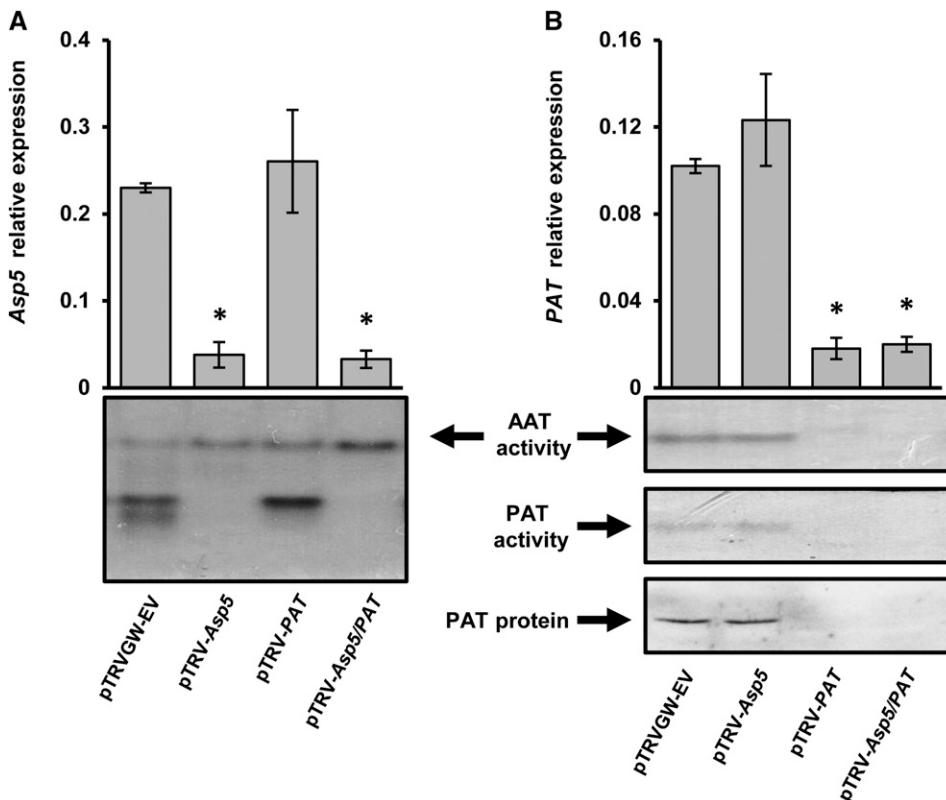 A
B
0.4
0.3
0.2
0.1
0
Asp5 relative expression
*
*
0.16
0.12
0.08
0.04
0
PAT relative expression
*
*
AAT
activity
PAT
activity
PAT protein
pTRVGW-EV
pTRV-Asp5
pTRV-PAT
pTRV-Asp5/PAT
pTRVGW-EV
pTRV-Asp5
pTRV-PAT
pTRV-Asp5/PAT